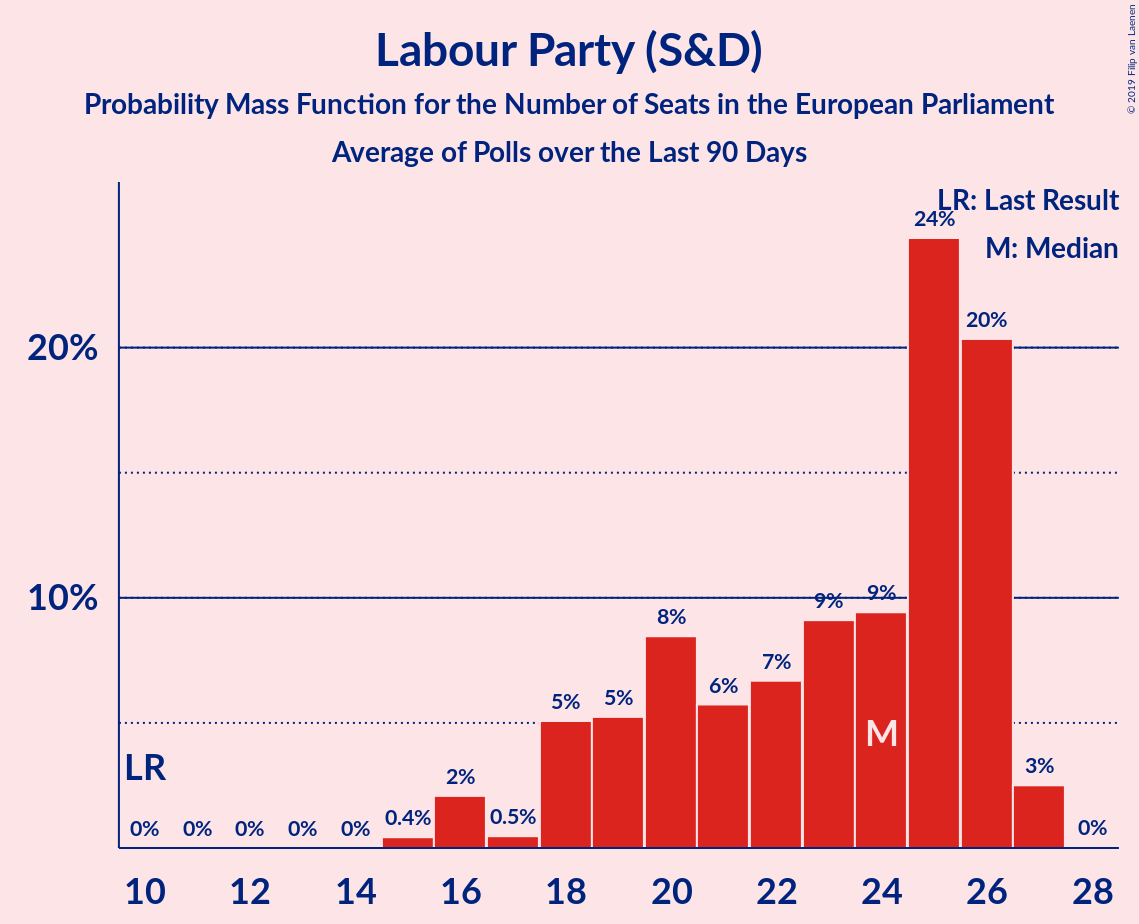 Labour Party (S&D)
Probability Mass Function for the Number of Seats in the European Parliament
Average of Polls over the Last 90 Days
© 2019 Filip van Laenen
LR: Last Result
M: Median
20%
10%
LR
M
0%
0%
0%
0%
0%
0.4%
2%
0.5%
5%
5%
8%
6%
7%
9%
9%
24%
20%
3%
0%
10 12 14 16 18 20 22 24 26 28